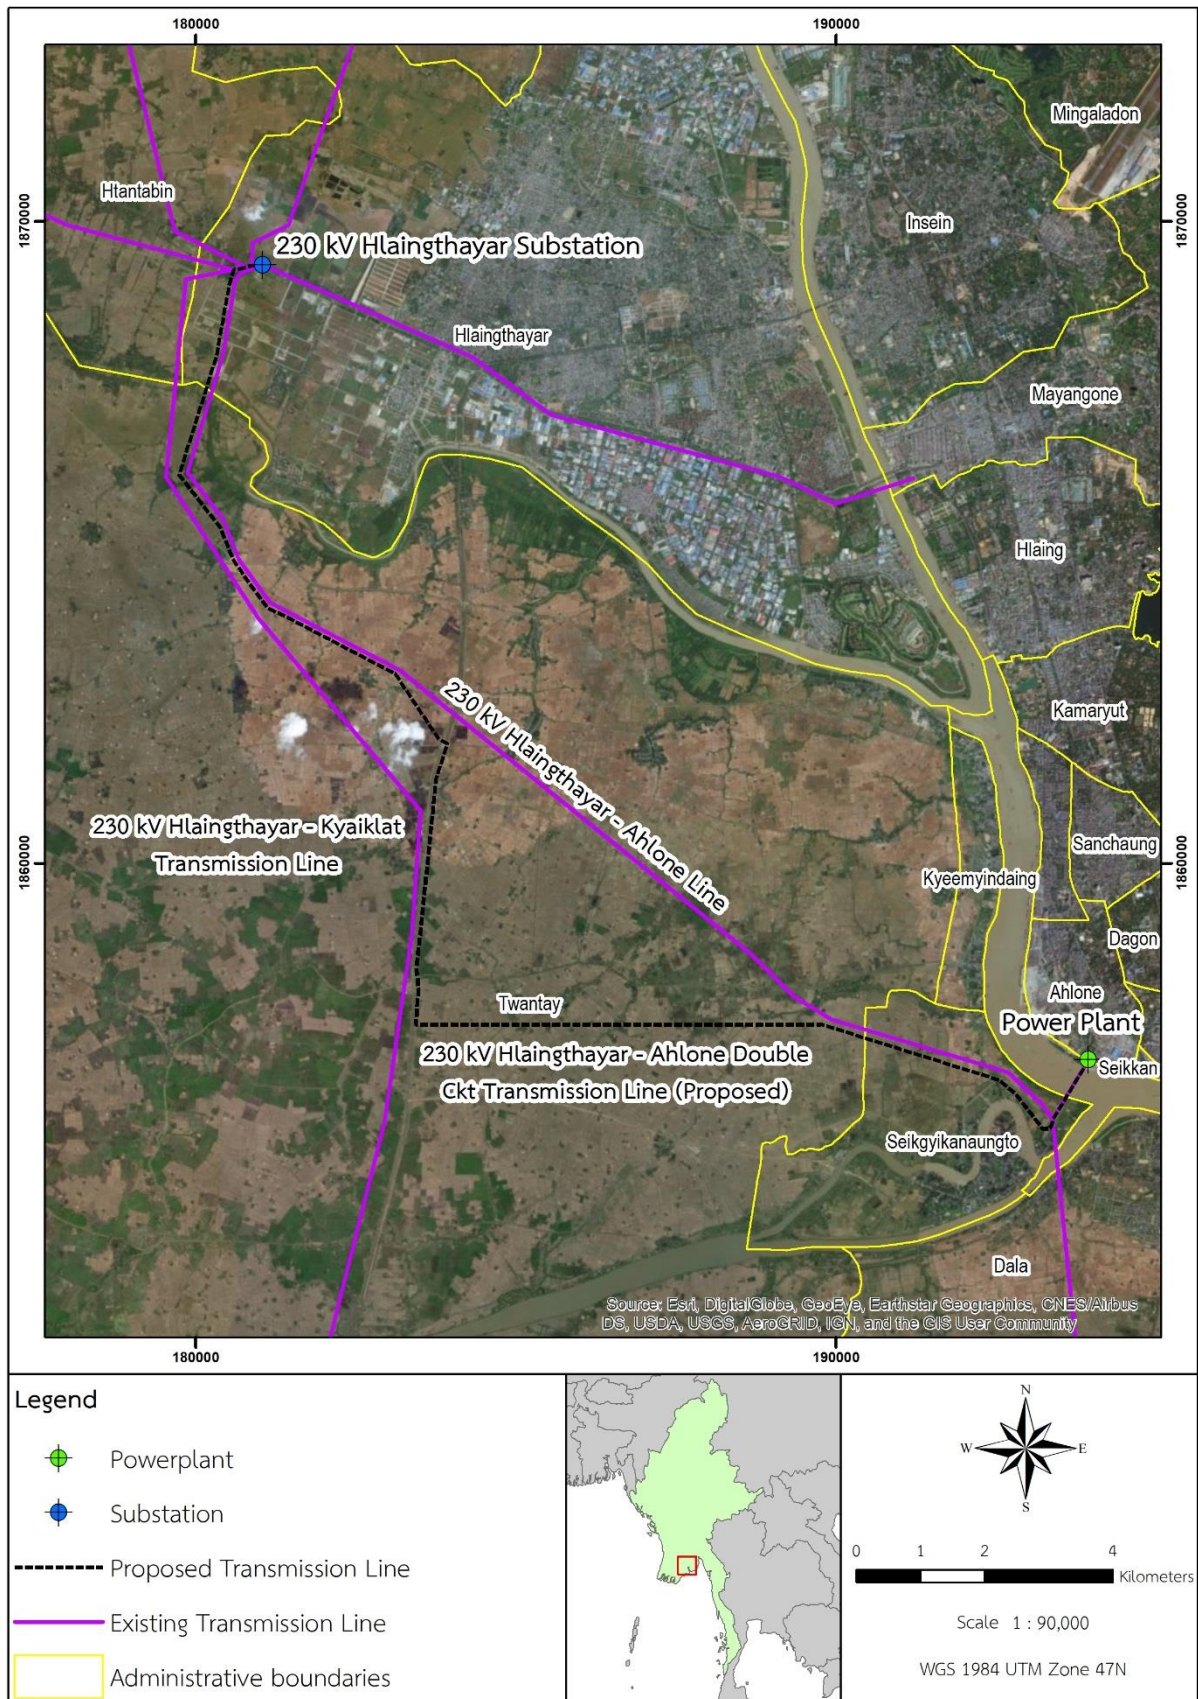 180000
190000
Mingaladon
Htantabin
1870000
1870000
Insein
230 kV Hlaingthayar Substation
Hlaingthayar
Mayangone
Hlaing
Kamaryut
230 kV Hlaingthayar - Ahlone Line
230 kV Hlaingthayar - Kyaiklat
Transmission Line
1860000
1860000
Sanchaung
Kyeemyindaing
Dagon
Ahlone
Twantay
Power Plant
230 kV Hlaingthayar - Ahlone Double
Ckt Transmission Line (Proposed)
Seikkan
Seikgyikanaungto
Dala
Source: Esri, DigitalGlobe, GeoEye, Earthstar Geographics, CNES/Airbus
DS, USDA, USGS, AeroGRID, IGN, and the GIS User Community
180000
190000
Legend
Powerplant
Substation
Proposed Transmission Line
Existing Transmission Line
Administrative boundaries
N
W
E
S
0 1 2 4
Kilometers
Scale 1 : 90,000
WGS 1984 UTM Zone 47N